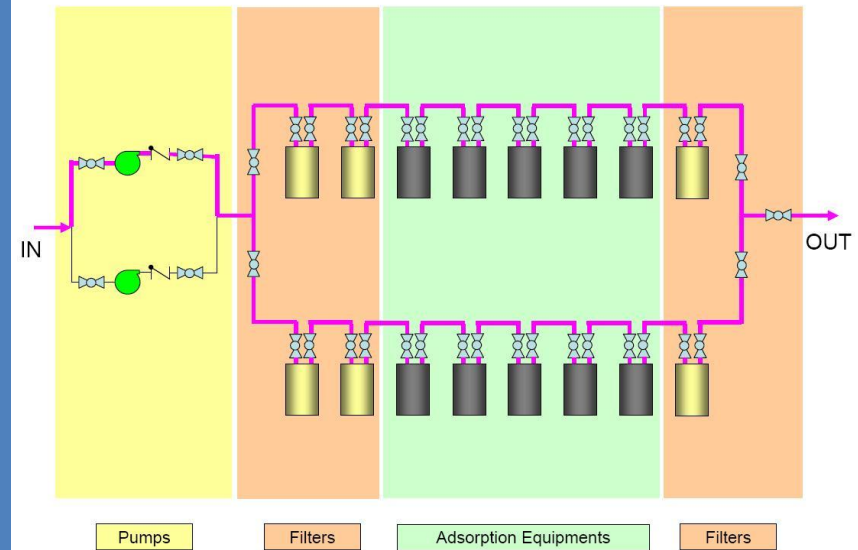 IN
OUT
Pumps
Filters
Adsorption Equipments
Filters